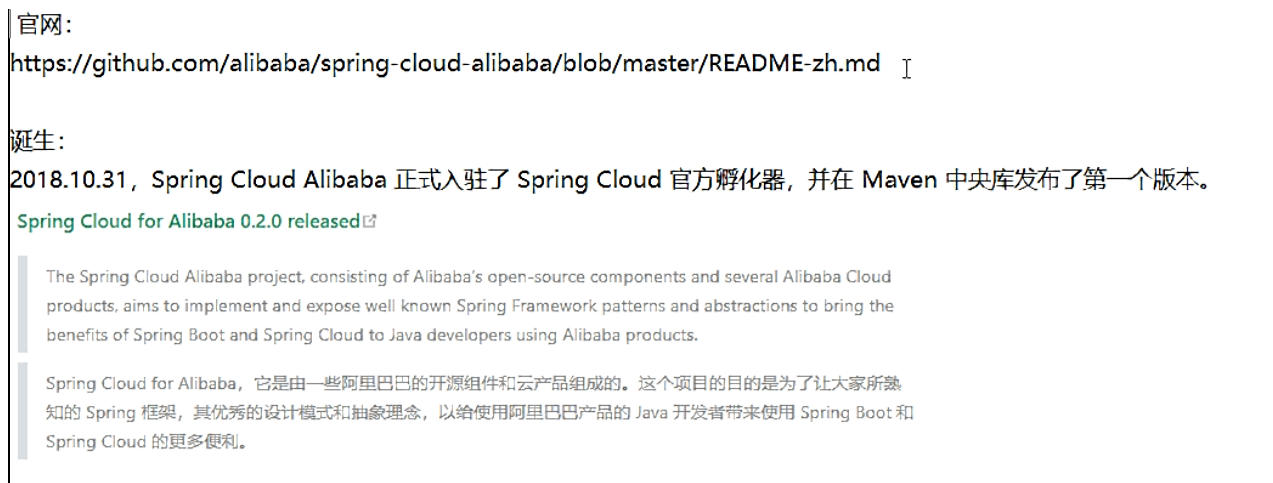 官网：
https://github.com/alibaba/spring-cloud-alibaba/blob/master/README-zh.md
诞生：
2018.10.31，Spring Cloud Alibaba 正式入驻了 Spring Cloud 官方孵化器，并在 Maven 中央库发布了第一个版本。
Spring Cloud for Alibaba 0.2.0 released
The Spring Cloud Alibaba project, consisting of Alibaba's open-source components and several Alibaba Cloud
products, aims to implement and expose well known Spring Framework patterns and abstractions to bring the
benefits of Spring Boot and Spring Cloud to Java developers using Alibaba products.
Spring Cloud for Alibaba，它是由一些阿里巴巴的开源组件和云产品组成的。这个项目的目的是为了让大家所熟
知的 Spring 框架，其优秀的设计模式和抽象理念，以给使用阿里巴巴产品的 Java 开发者带来使用 Spring Boot 和
Spring Cloud 的更多便利。